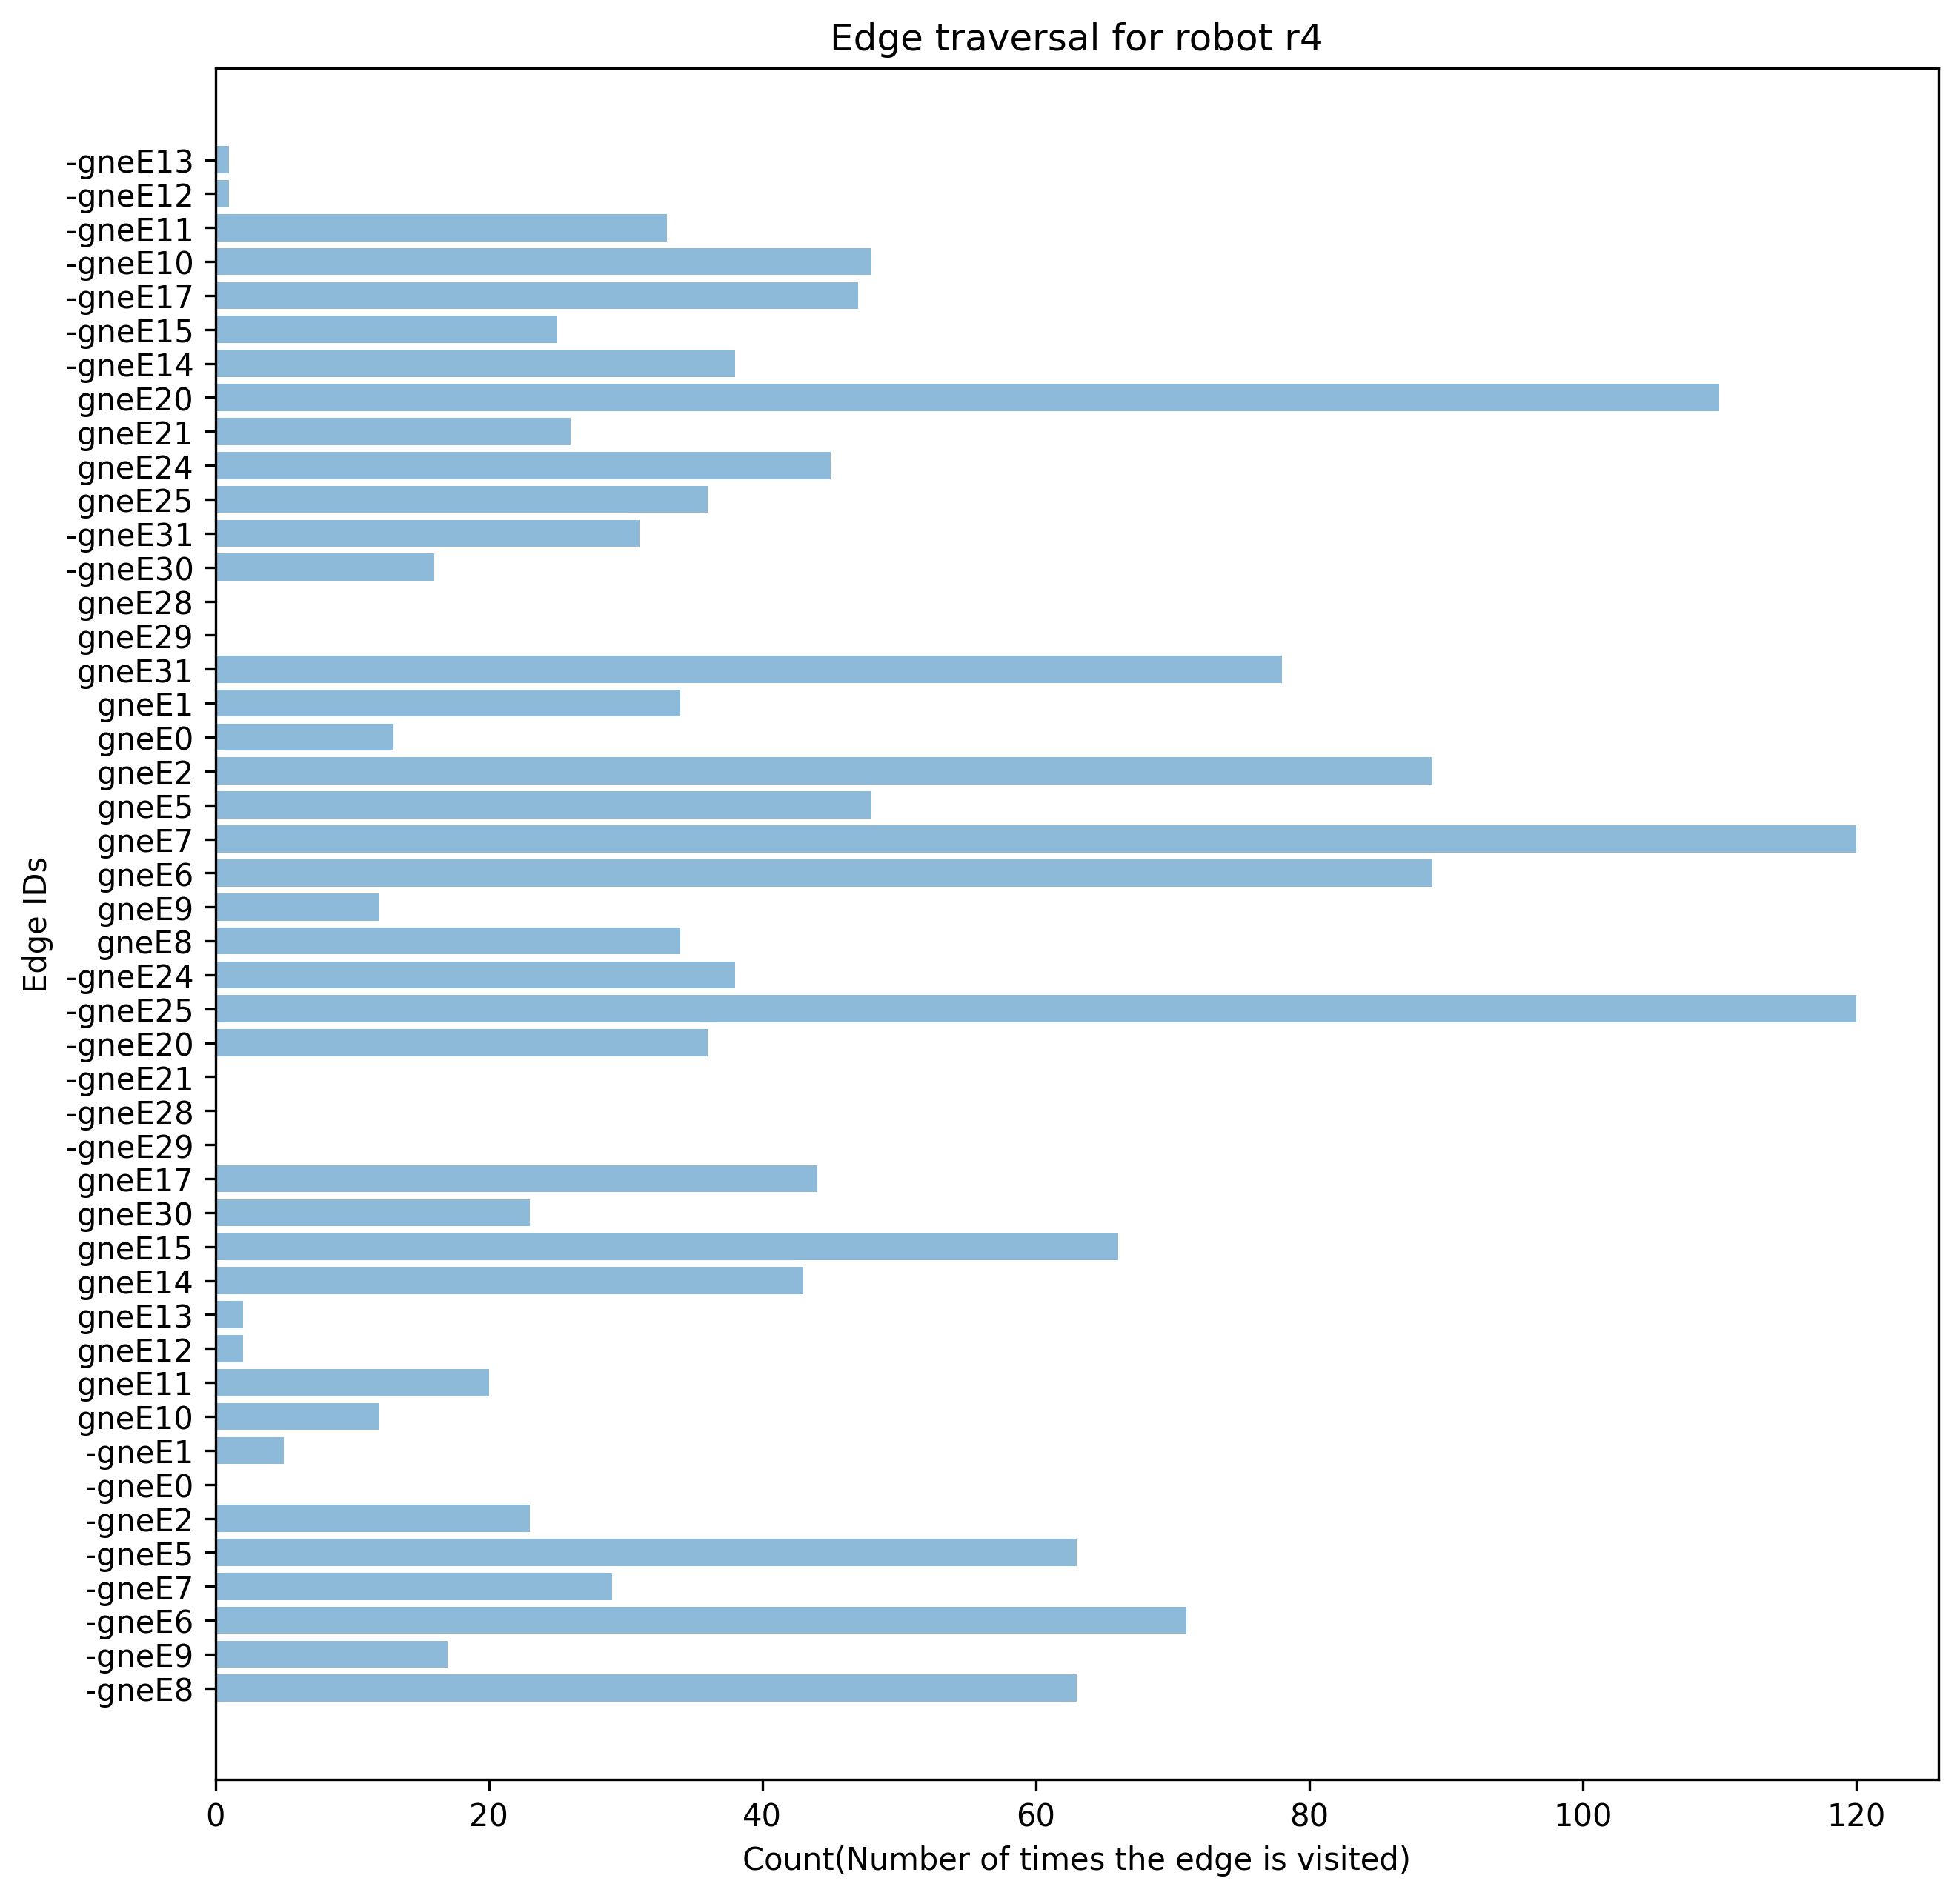 Edge traversal for robot r4
-gneE13
-gneE12
-gneE11
-gneE10
-gneE17
-gneE15
-gneE14
gneE20
gneE21
gneE24
gneE25
-gneE31
-gneE30
gneE28
gneE29
gneE31
gneE1
gneE0
gneE2
gneE5
gneE7
gneE6
gneE9
gneE8
-gneE24
-gneE25
-gneE20
-gneE21
-gneE28
-gneE29
gneE17
gneE30
gneE15
gneE14
gneE13
gneE12
gneE11
gneE10
-gneE1
-gneE0
-gneE2
-gneE5
-gneE7
-gneE6
-gneE9
-gneE8
Edge IDs
0 20 40 60 80 100 120
Count(Number of times the edge is visited)